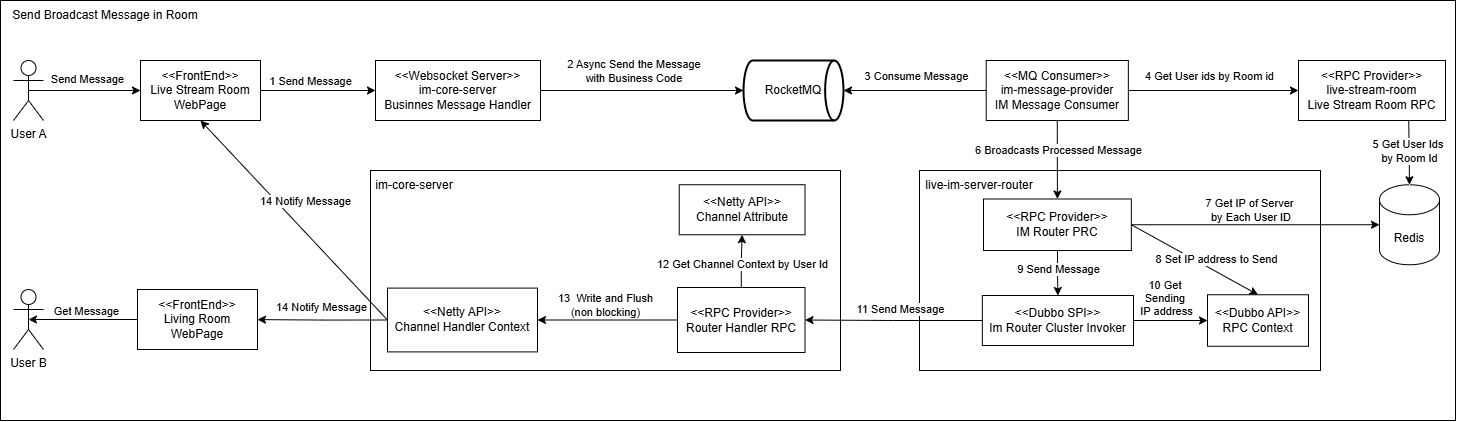 Send Broadcast Message in Room
User A
Send Message
<<FrontEnd>>
Live Stream Room
WebPage
1 Send Message
<<Websocket Server>>
im-core-server
Businnes Message Handler
2 Async Send the Message
with Business Code
RocketMQ
3 Consume Message
<<MQ Consumer>>
im-message-provider
IM Message Consumer
4 Get User ids by Room id
<<RPC Provider>>
live-stream-room
Live Stream Room RPC
5 Get User Ids
by Room Id
6 Broadcasts Processed Message
live-im-server-router
<<RPC Provider>>
IM Router PRC
7 Get IP of Server
by Each User ID
Redis
8 Set IP address to Send
9 Send Message
<<Dubbo SPI>>
Im Router Cluster Invoker
10 Get
Sending
IP address
<<Dubbo API>>
RPC Context
11 Send Message
im-core-server
<<Netty API>>
Channel Attribute
12 Get Channel Context by User Id
<<RPC Provider>>
Router Handler RPC
13 Write and Flush
(non blocking)
<<Netty API>>
Channel Handler Context
14 Notify Message
14 Notify Message
<<FrontEnd>>
Living Room
WebPage
Get Message
User B